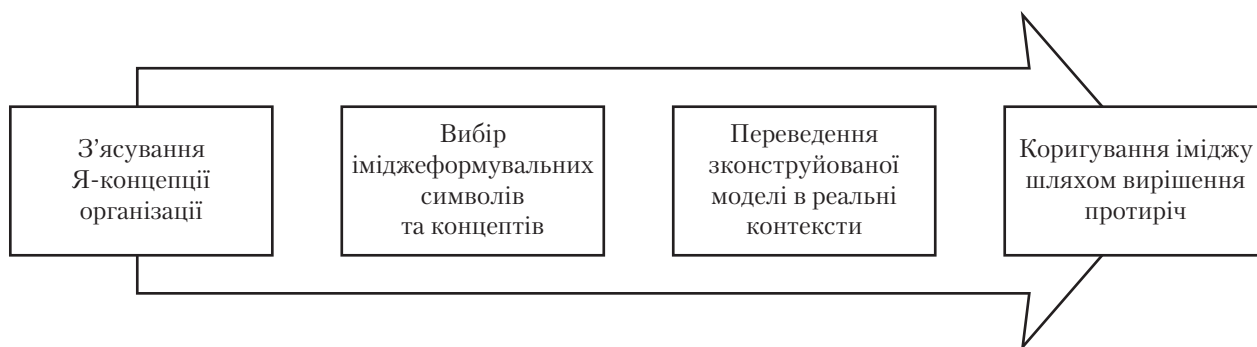 З’ясування
Я-концепції
організації
Вибір
іміджеформувальних
символів
та концептів
Переведення
зконструйованої
моделі в реальні
контексти
Коригування іміджу
шляхом вирішення
протиріч